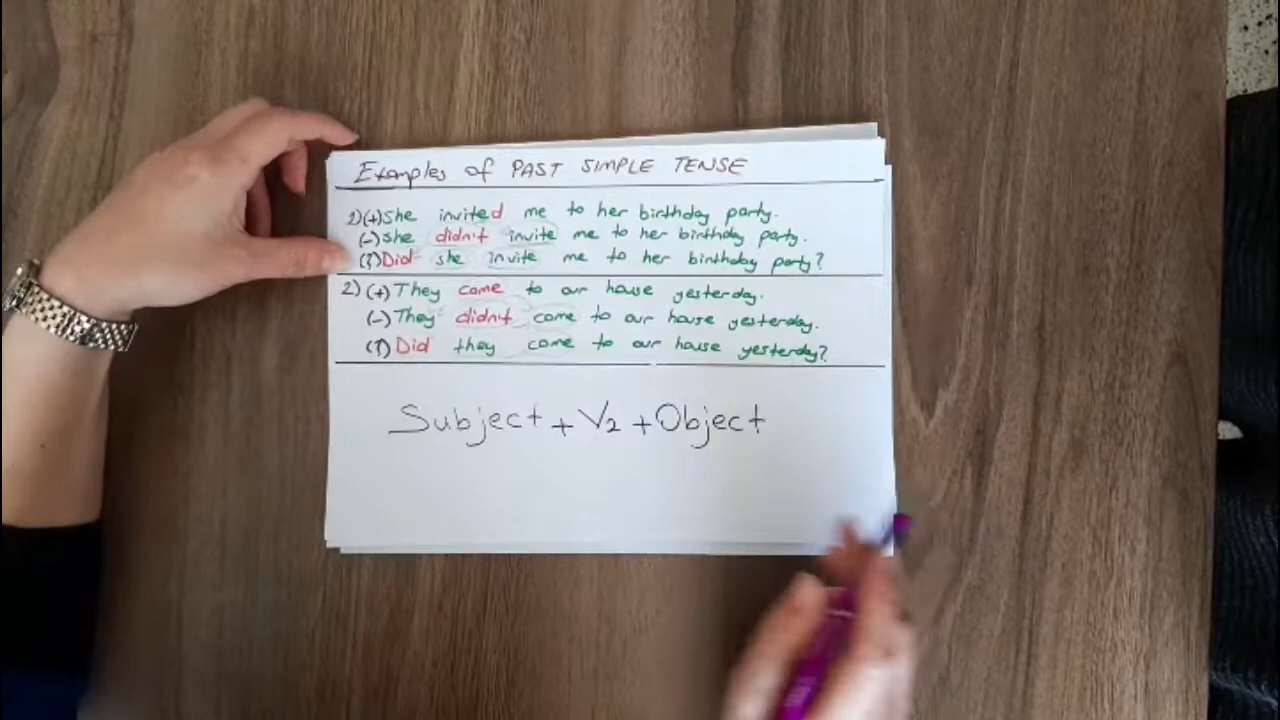 Examples of PAST SIMPLE TENSE
1)(+)She invited me to her birthday party.
(-)She didn't invite me to her birthday party.
(?)Did she invite me to her birthday party?
2)(+)They came to our house yesterday.
(-)They didn't come to our house yesterday.
(?)Did they come to our house yesterday?
Subject + V2 + Object